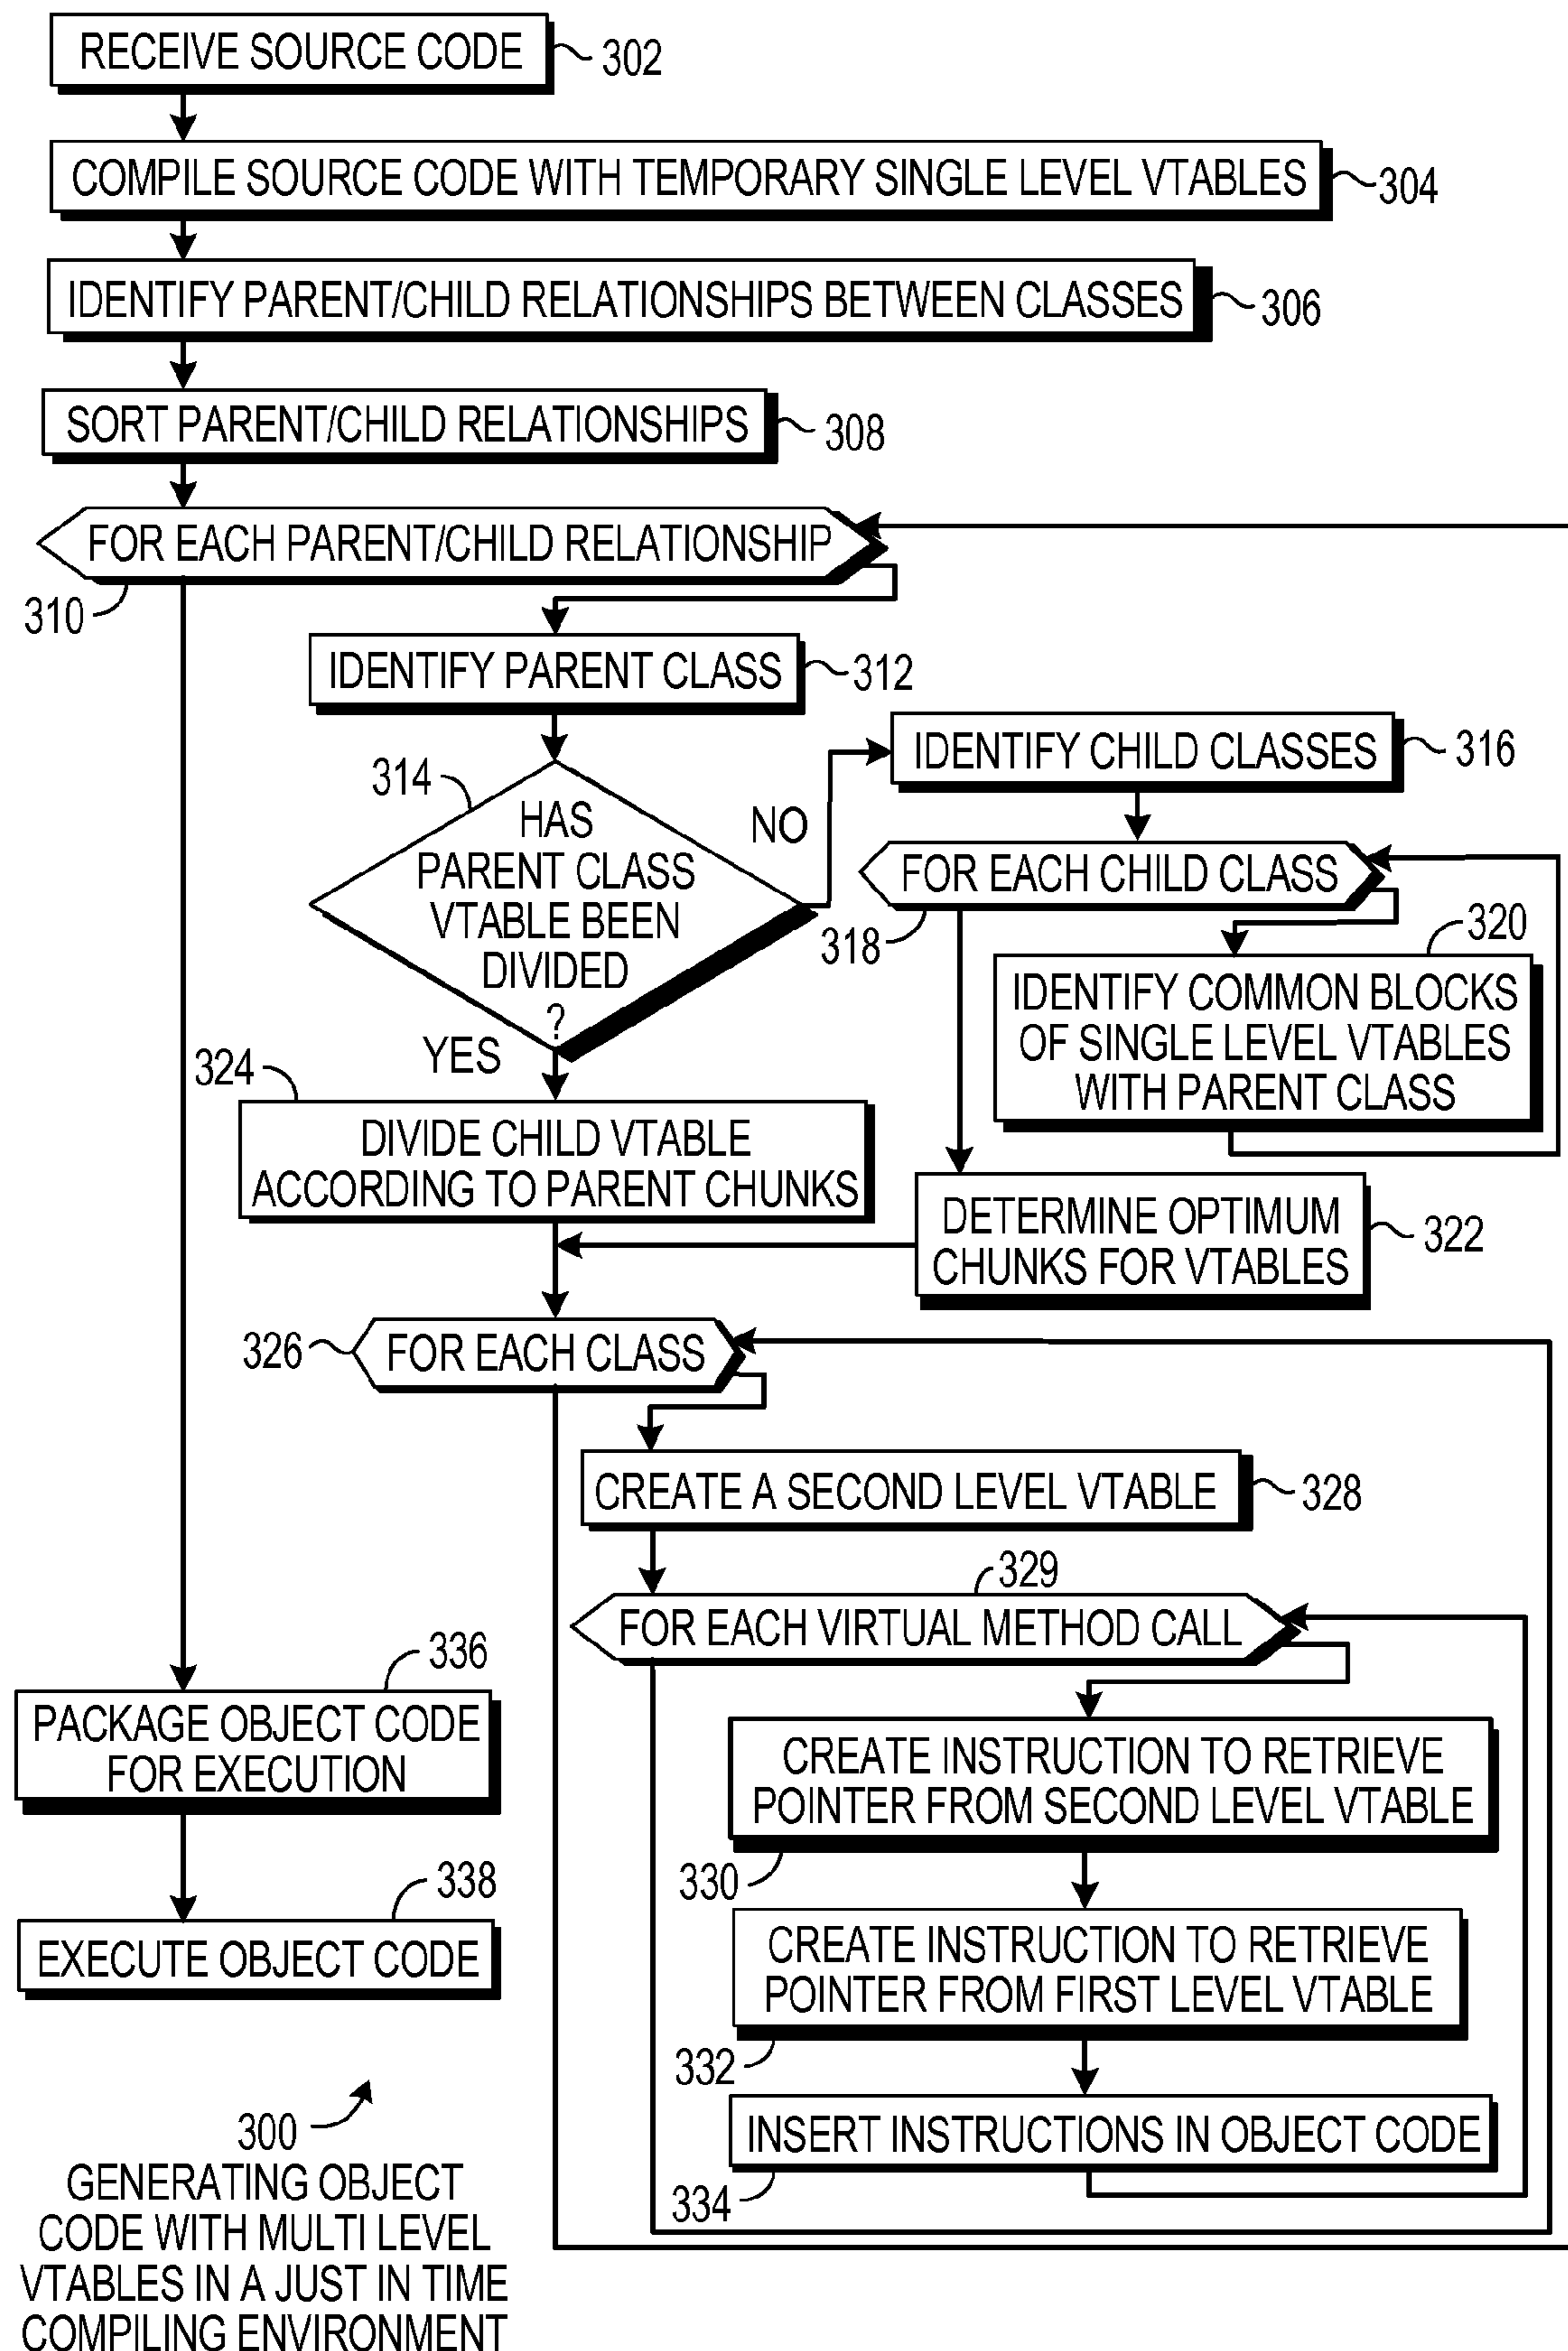 RECEIVE SOURCE CODE
302
COMPILE SOURCE CODE WITH TEMPORARY SINGLE LEVEL VTABLES
304
IDENTIFY PARENT/CHILD RELATIONSHIPS BETWEEN CLASSES
306
SORT PARENT/CHILD RELATIONSHIPS
308
FOR EACH PARENT/CHILD RELATIONSHIP
310
IDENTIFY PARENT CLASS
312
314
HAS
PARENT CLASS
VTABLE BEEN
DIVIDED
?
NO
YES
IDENTIFY CHILD CLASSES
316
FOR EACH CHILD CLASS
318
320
IDENTIFY COMMON BLOCKS
OF SINGLE LEVEL VTABLES
WITH PARENT CLASS
324
DIVIDE CHILD VTABLE
ACCORDING TO PARENT CHUNKS
DETERMINE OPTIMUM
CHUNKS FOR VTABLES
322
326
FOR EACH CLASS
CREATE A SECOND LEVEL VTABLE
328
329
FOR EACH VIRTUAL METHOD CALL
CREATE INSTRUCTION TO RETRIEVE
POINTER FROM SECOND LEVEL VTABLE
330
CREATE INSTRUCTION TO RETRIEVE
POINTER FROM FIRST LEVEL VTABLE
332
INSERT INSTRUCTIONS IN OBJECT CODE
334
336
PACKAGE OBJECT CODE
FOR EXECUTION
338
EXECUTE OBJECT CODE
300
GENERATING OBJECT
CODE WITH MULTI LEVEL
VTABLES IN A JUST IN TIME
COMPILING ENVIRONMENT